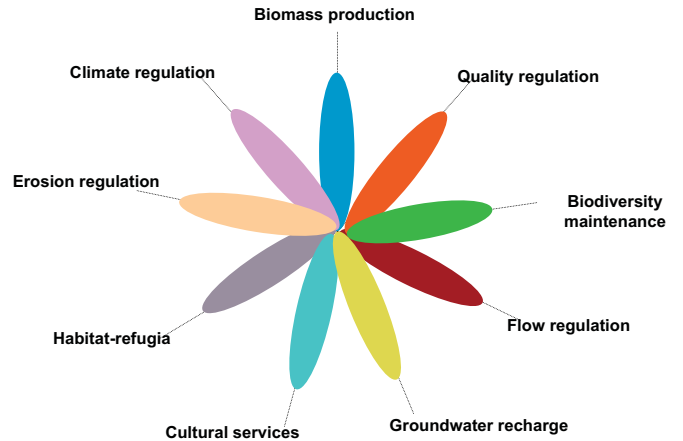 Biomass production
Climate regulation
Quality regulation
Erosion regulation
Biodiversity
maintenance
Flow regulation
Habitat-refugia
Groundwater recharge
Cultural services